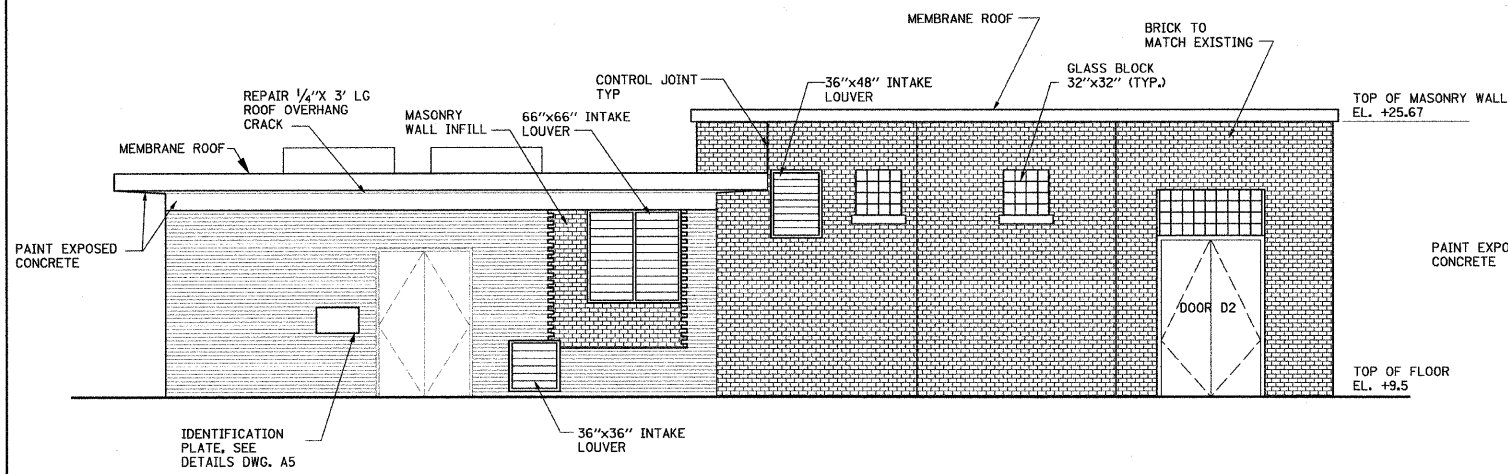 MEMBRANE ROOF
BRICK TO
MATCH EXISTING
GLASS BLOCK
32"x32" (TYP.)
CONTROL JOINT
TYP
36"x48" INTAKE
LOUVER
REPAIR 1/4"X 3' LG
ROOF OVERHANG
CRACK
MASONRY
WALL INFILL
66"x66" INTAKE
LOUVER
TOP OF MASONRY WALL
EL. +25.67
MEMBRANE ROOF
PAINT EXPOSED
CONCRETE
PAINT EXPO
CONCRETE
DOOR D2
TOP OF FLOOR
EL. +9.5
IDENTIFICATION
PLATE, SEE
DETAILS DWG. A5
36"x36" INTAKE
LOUVER